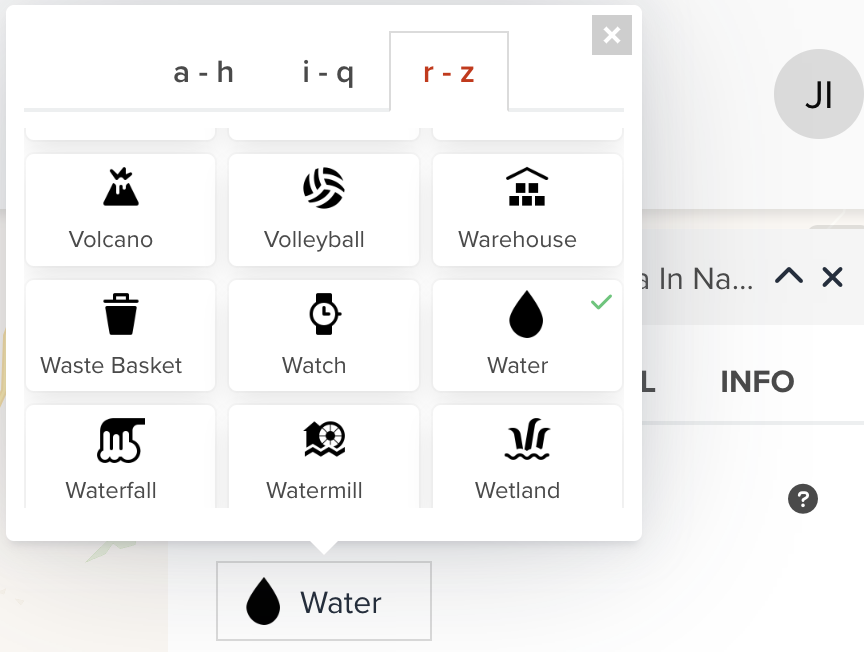 a - h
i - q
r - z
JI
Volcano
Volleyball
Warehouse
a In Na...
Waste Basket
Watch
Water
L
INFO
Waterfall
Watermill
Wetland
?
Water